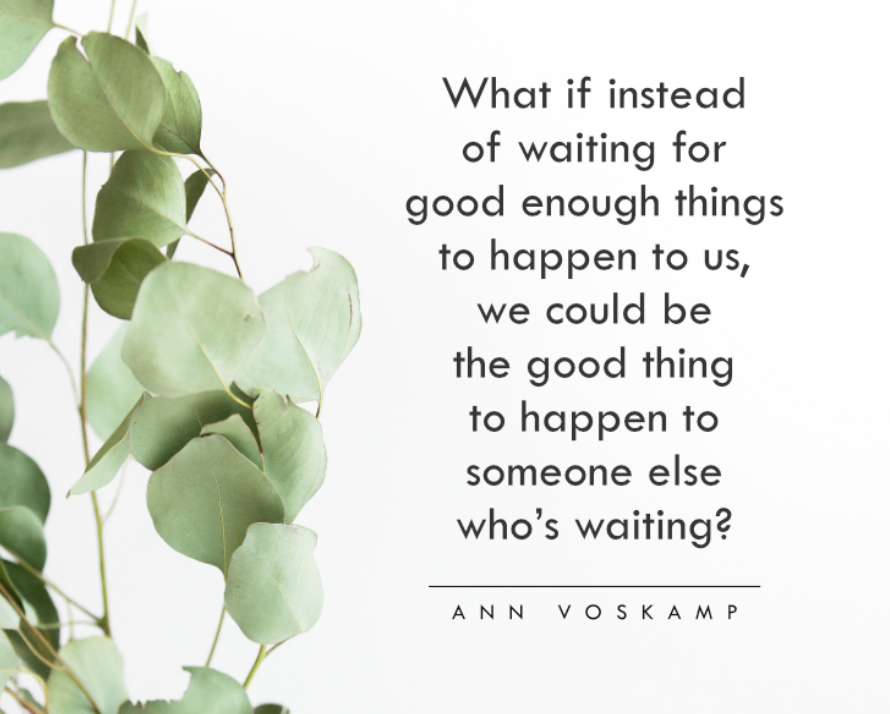 What if instead
of waiting for
good enough things
to happen to us,
we could be
the good thing
to happen to
someone else
who's waiting?
ANN VOSKAMP